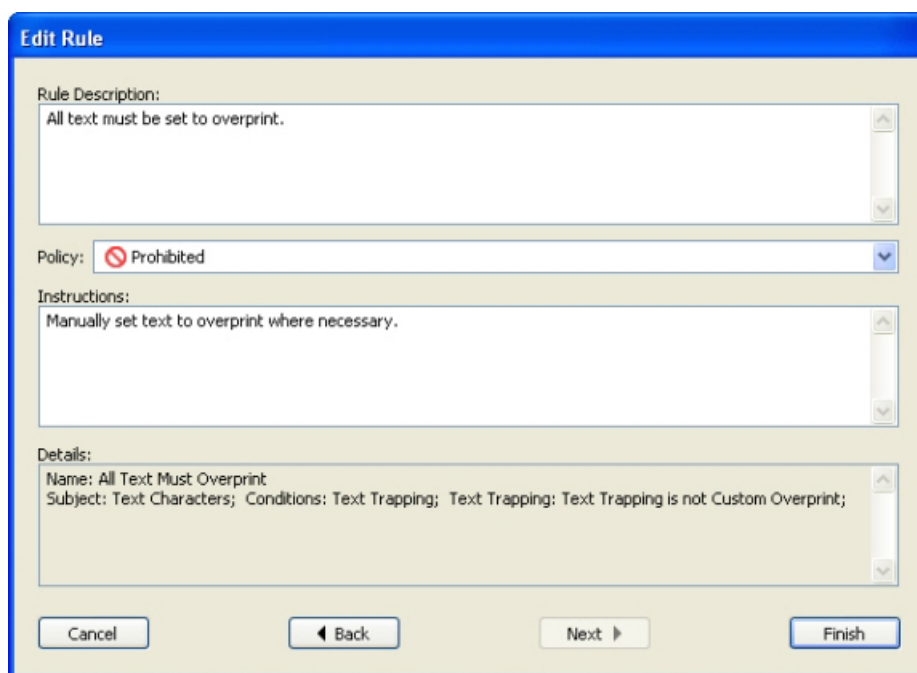 Edit Rule
Rule Description:
All text must be set to overprint.
Policy: Prohibited
Instructions:
Manually set text to overprint where necessary.
Details:
Name: All Text Must Overprint
Subject: Text Characters; Conditions: Text Trapping; Text Trapping: Text Trapping is not Custom Overprint;
Cancel Back Next Finish